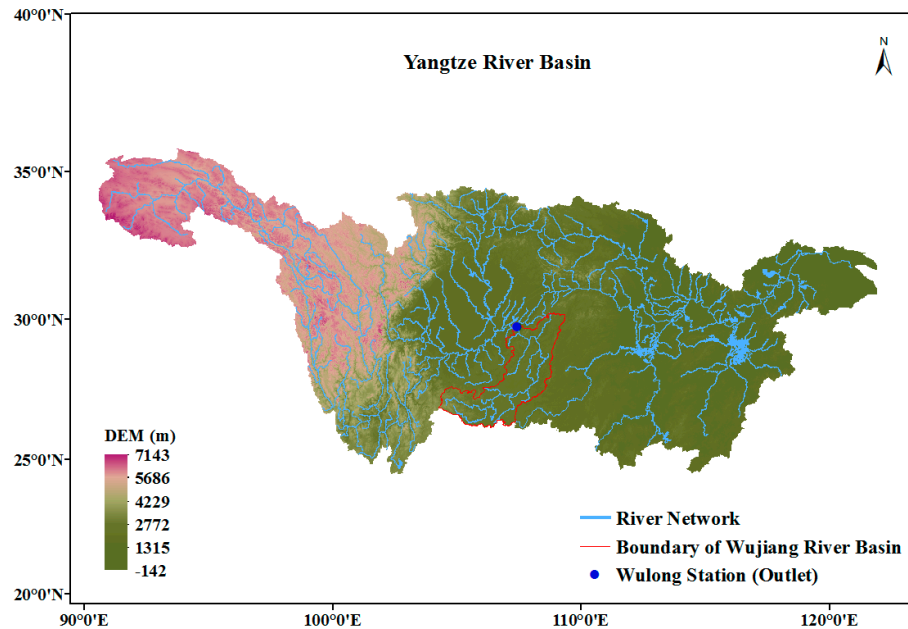 40°0'N
Yangtze River Basin
N
35°0'N
30°0'N
DEM (m)
7143
5686
4229
2772
1315
-142
25°0'N
River Network
Boundary of Wujiang River Basin
Wulong Station (Outlet)
20°0'N
90°0'E
100°0'E
110°0'E
120°0'E